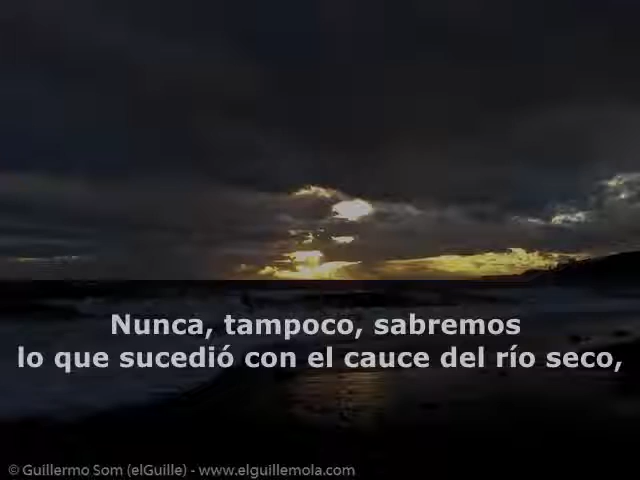 Nunca, tampoco, sabremos
lo que sucedió con el cauce del río seco,
© Guillermo Som (elGuille) - www.elguillemola.com